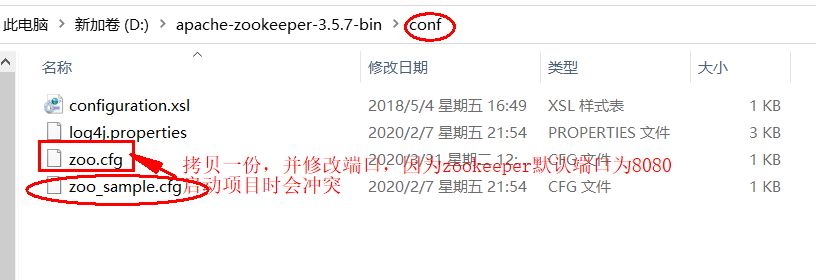 此电脑 › 新加卷 (D:) › apache-zookeeper-3.5.7-bin › conf
名称 修改日期 类型 大小
configuration.xsl 2018/5/4 星期五 16:49 XSL 样式表 1 KB
log4j.properties 2020/2/7 星期五 21:54 PROPERTIES 文件 3 KB
zoo.cfg 2020/3/31 星期二 12:... CFG 文件 1 KB
拷贝一份，并修改端口，因为zookeeper默认端口为8080
zoo_sample.cfg 2020/2/7 星期五 21:54 CFG 文件 1 KB
启动项目时会冲突